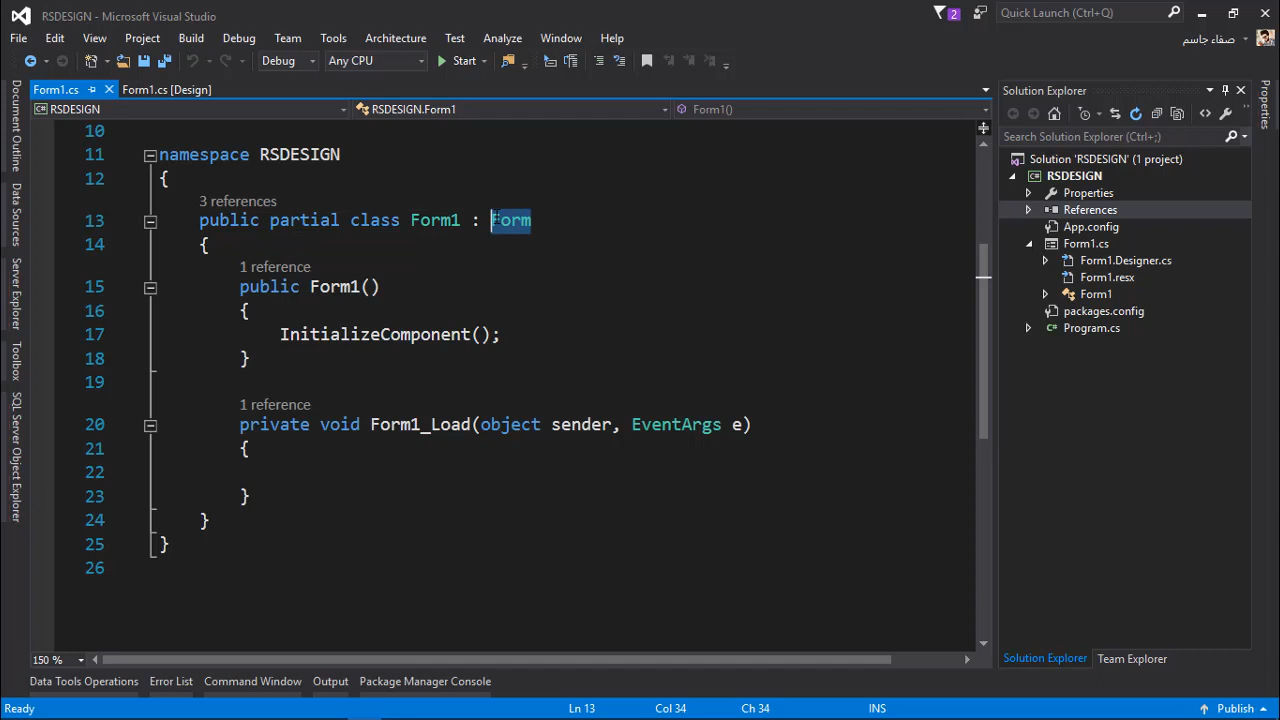 RSDESIGN - Microsoft Visual Studio
2
Quick Launch (Ctrl+Q)
File Edit View Project Build Debug Team Tools Architecture Test Analyze Window Help
صفاء جاسم
Debug Any CPU Start
Form1.cs Form1.cs [Design]
RSDESIGN RSDESIGN.Form1 Form1()
Document Outline
Data Sources
Server Explorer
Toolbox
SQL Server Object Explorer
10
11 namespace RSDESIGN
12 {
3 references
13 public partial class Form1 : Form
14 {
1 reference
15 public Form1()
16 {
17 InitializeComponent();
18 }
19
1 reference
20 private void Form1_Load(object sender, EventArgs e)
21 {
22
23 }
24 }
25 }
26
150 %
Solution Explorer
Search Solution Explorer (Ctrl+;)
Solution 'RSDESIGN' (1 project)
RSDESIGN
Properties
References
App.config
Form1.cs
Form1.Designer.cs
Form1.resx
Form1
packages.config
Program.cs
Solution Explorer Team Explorer
Properties
Data Tools Operations Error List Command Window Output Package Manager Console
Ready Ln 13 Col 34 Ch 34 INS Publish